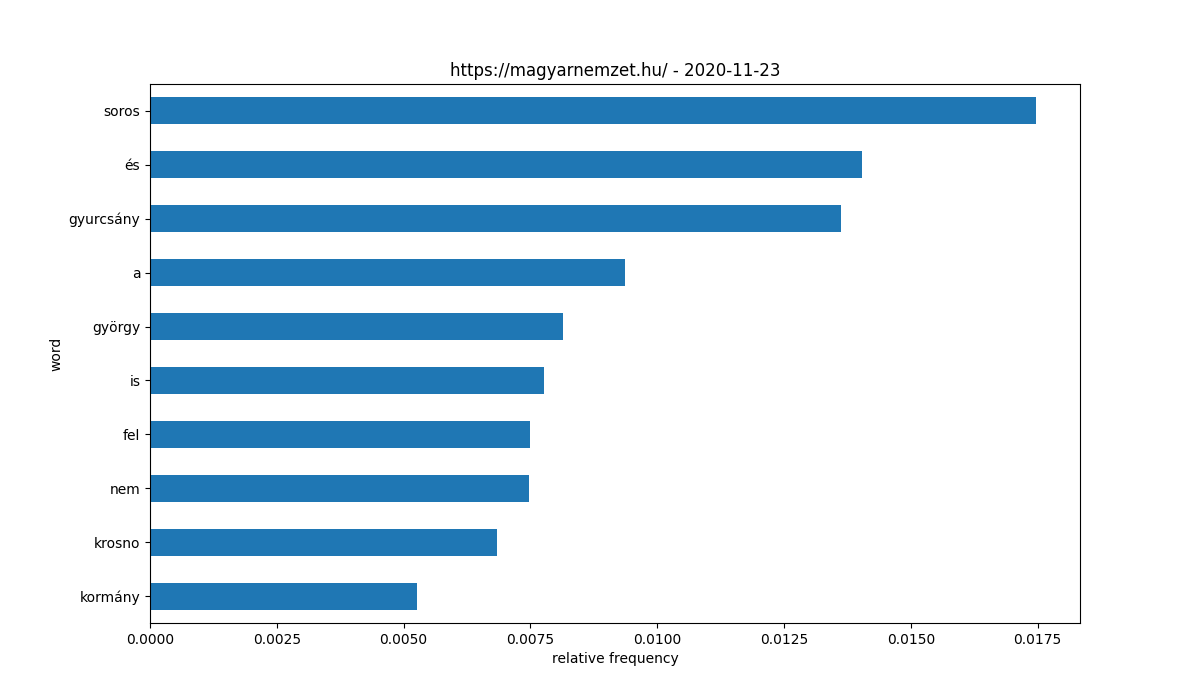 https://magyarnemzet.hu/ - 2020-11-23
soros
és
gyurcsány
a
györgy
is
fel
nem
krosno
kormány
word
0.0000 0.0025 0.0050 0.0075 0.0100 0.0125 0.0150 0.0175
relative frequency